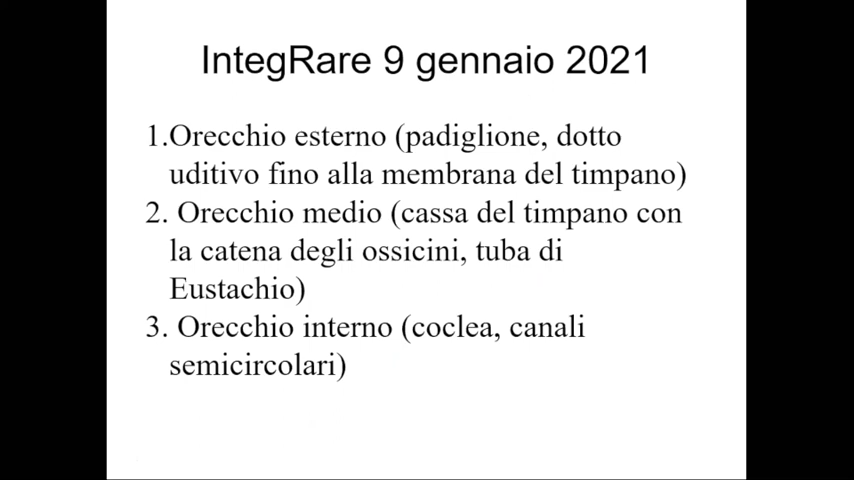 IntegRare 9 gennaio 2021
1.Orecchio esterno (padiglione, dotto
uditivo fino alla membrana del timpano)
2. Orecchio medio (cassa del timpano con
la catena degli ossicini, tuba di
Eustachio)
3. Orecchio interno (coclea, canali
semicircolari)